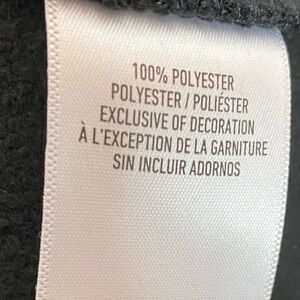 100% POLYESTER
POLYESTER / POLIÉSTER
EXCLUSIVE OF DECORATION
À L'EXCEPTION DE LA GARNITURE
SIN INCLUIR ADORNOS